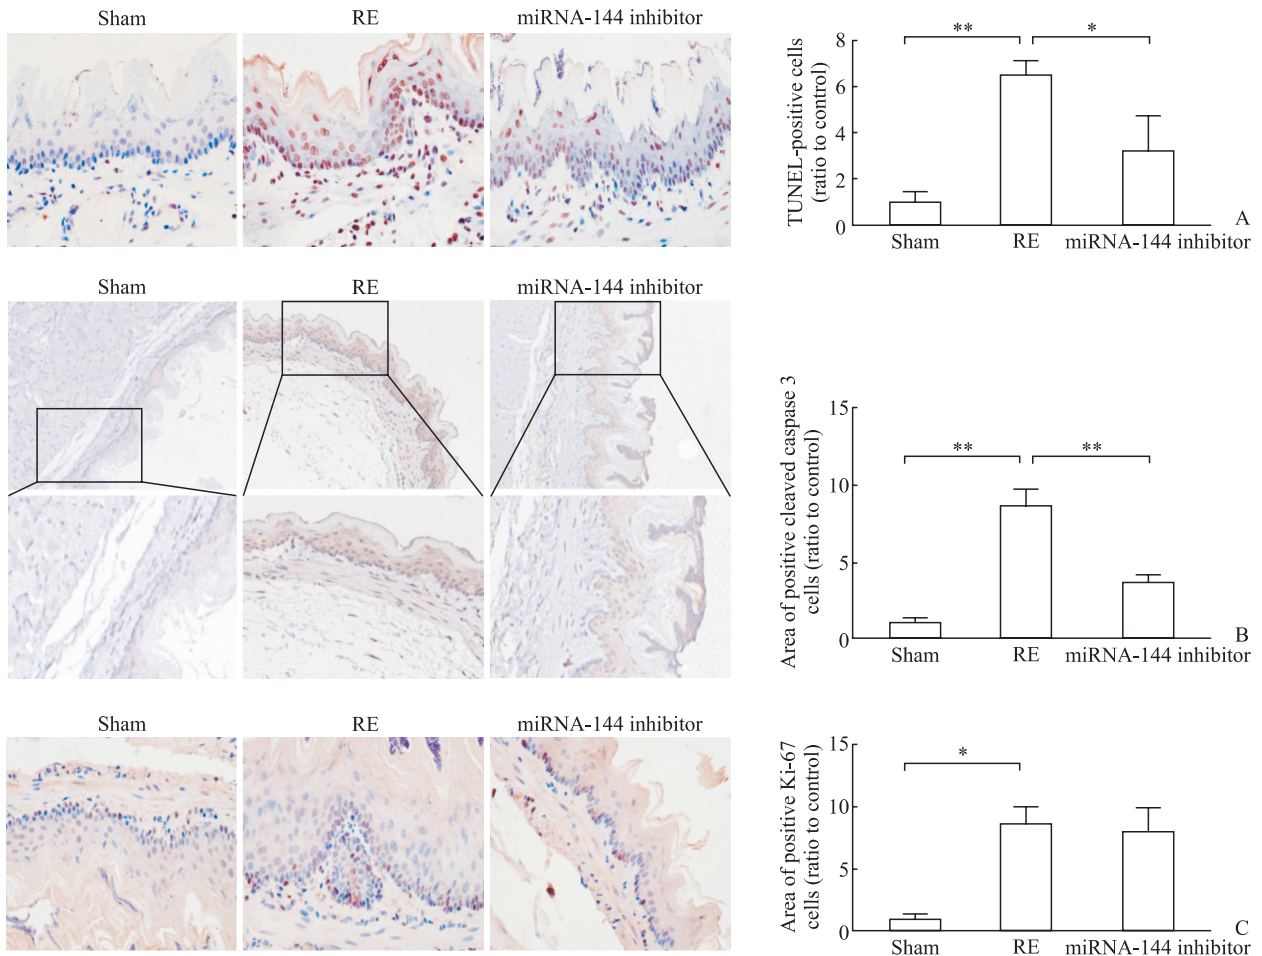 Sham RE miRNA-144 inhibitor
TUNEL-positive cells
(ratio to control)
8
6
4
2
0
** *
Sham RE miRNA-144 inhibitor
A
Sham RE miRNA-144 inhibitor
Area of positive cleaved caspase 3
cells (ratio to control)
15
10
5
0
** **
Sham RE miRNA-144 inhibitor
B
Sham RE miRNA-144 inhibitor
Area of positive Ki-67
cells (ratio to control)
15
10
5
0
*
Sham RE miRNA-144 inhibitor
C